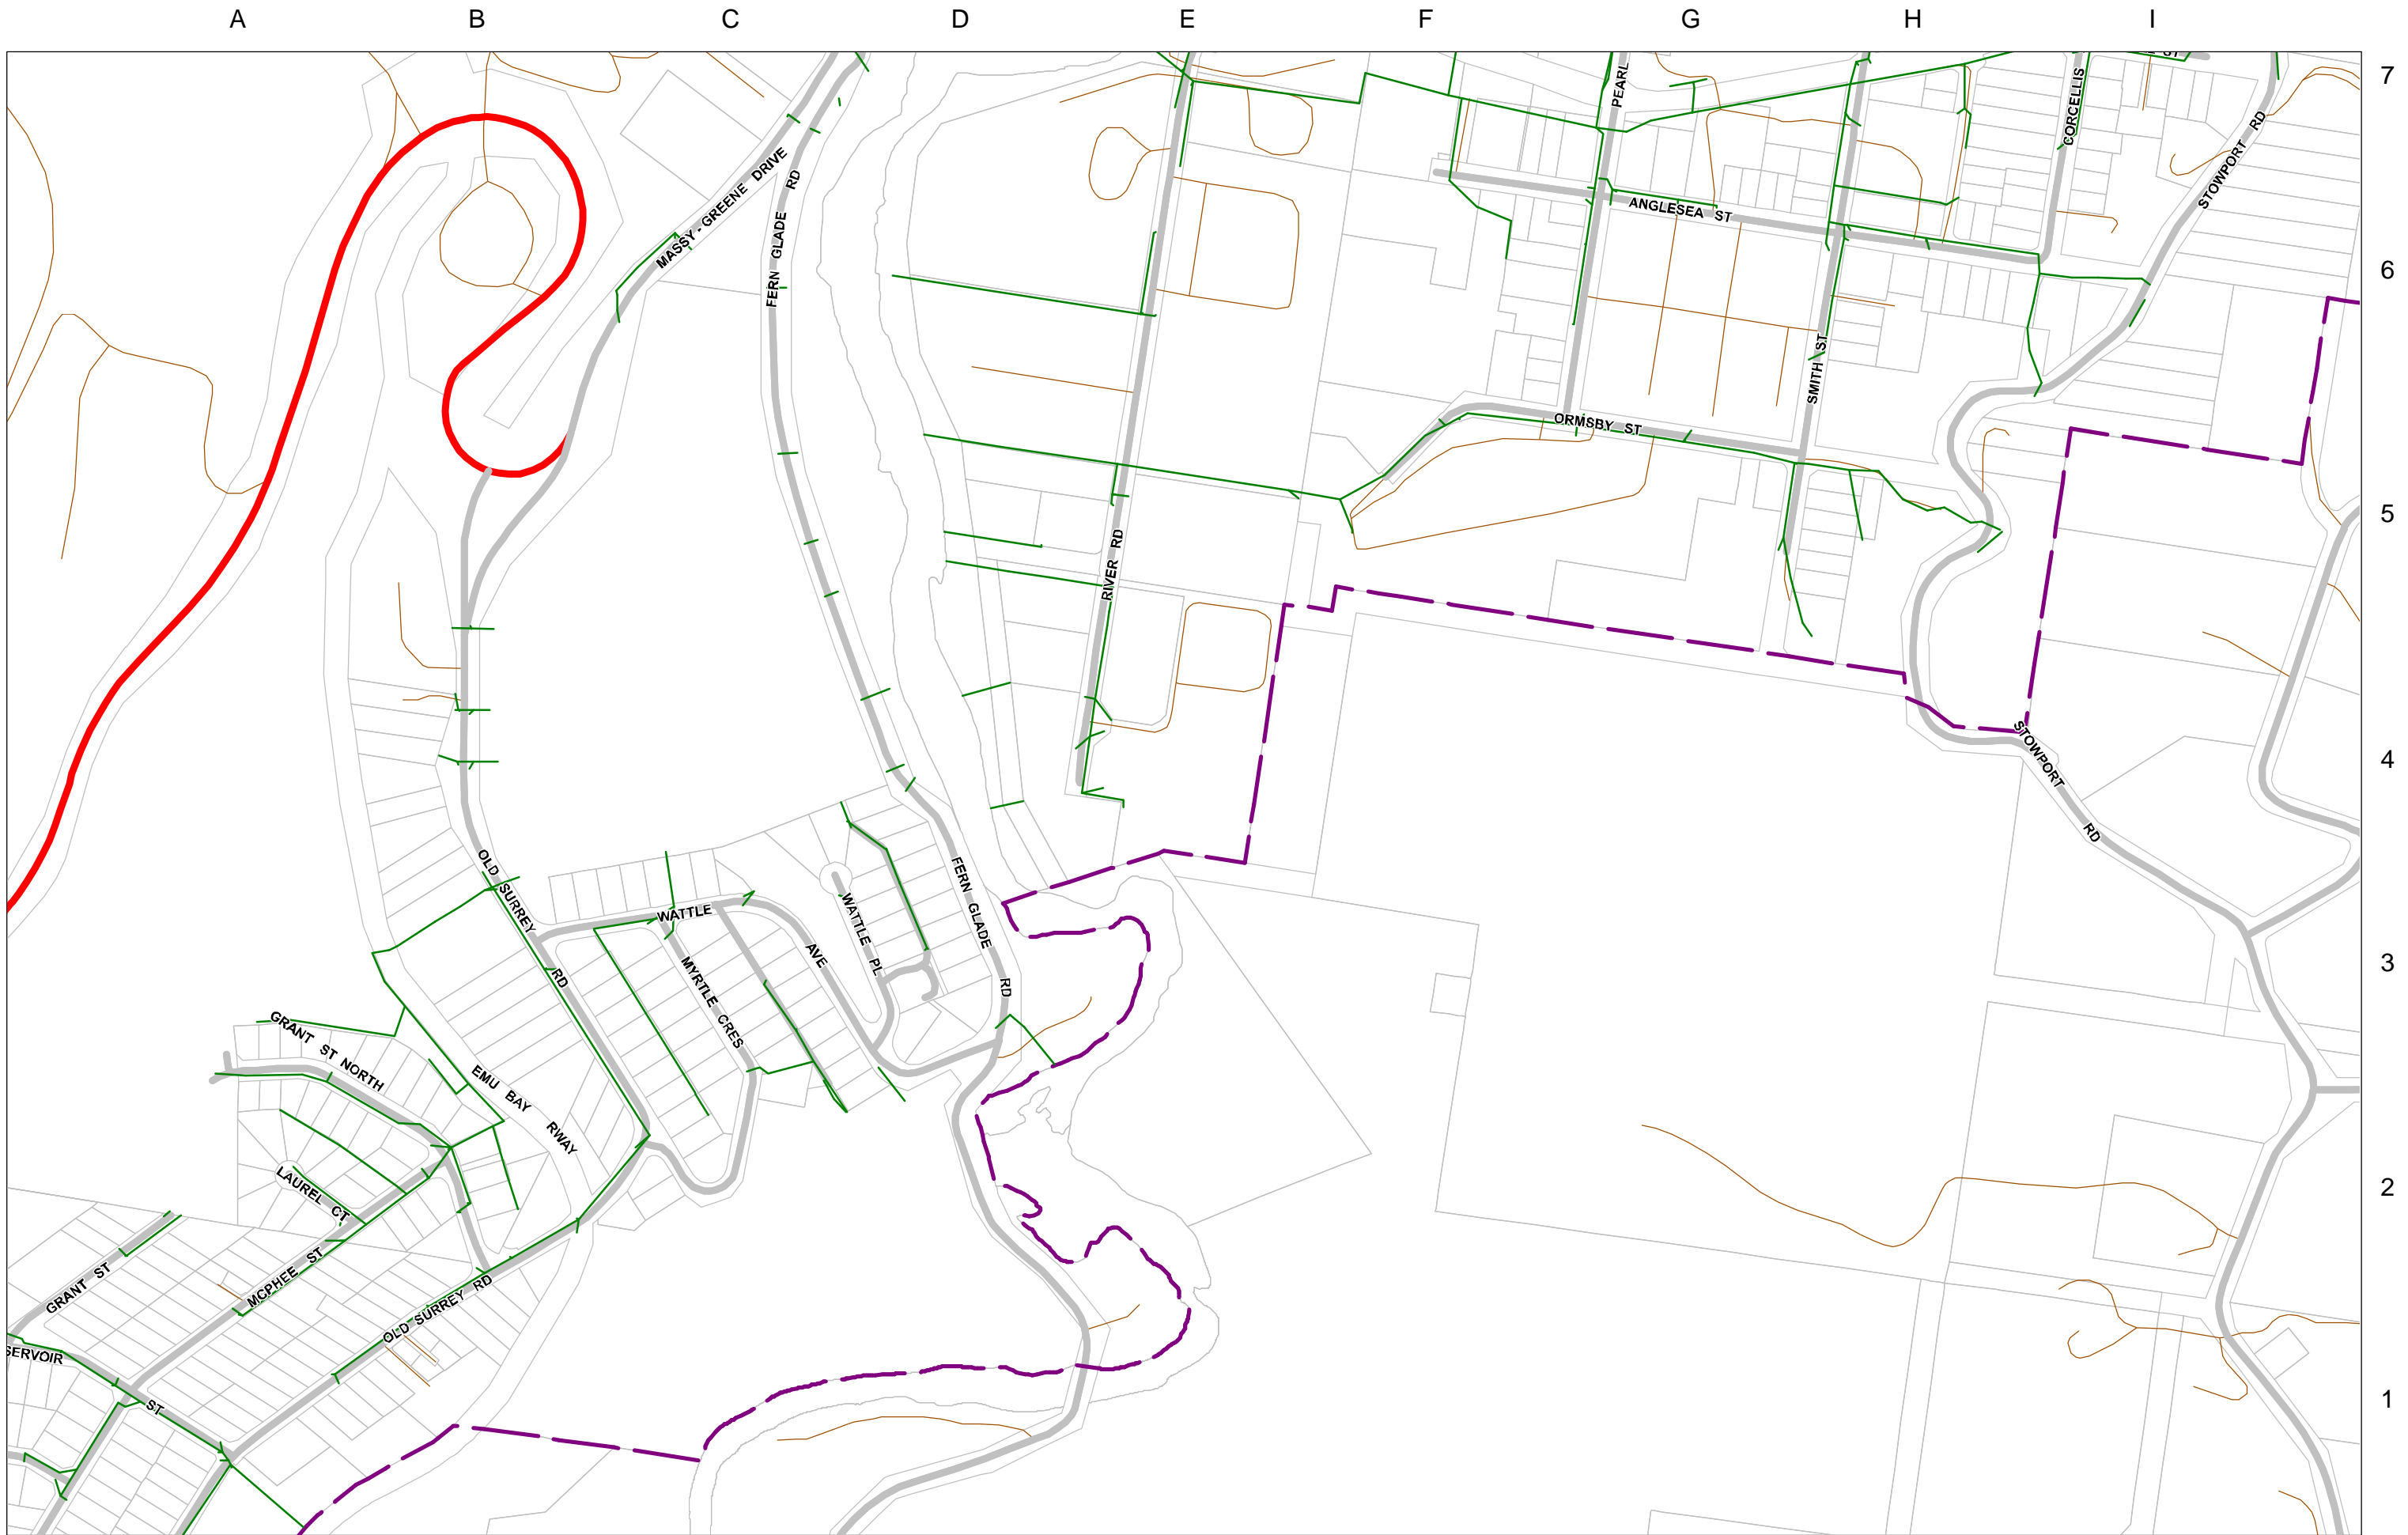 A B C D E F G H I
7
PEARL
CORCELLIS
ST
STOWPORT RD
MASSY - GREENE DRIVE
FERN GLADE RD
ANGLESEA ST
6
SMITH ST
ORMSBY ST
5
RIVER RD
STOWPORT RD
4
OLD SURREY RD
WATTLE AVE
WATTLE PL
FERN GLADE RD
MYRTLE CRES
3
GRANT ST NORTH
EMU BAY RWAY
LAUREL CT
2
GRANT ST
MCPHEE ST
OLD SURREY RD
SERVOIR ST
1